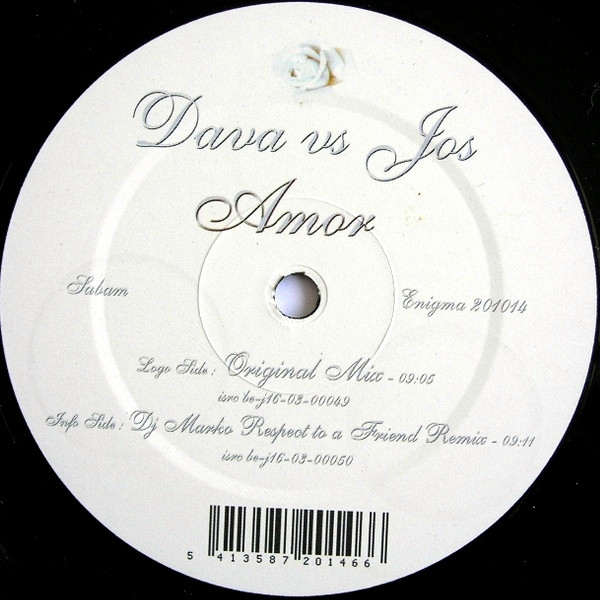 Dava vs Jos
Amor
Sabam
Enigma 201014
Logo Side : Original Mix - 09:05
isrc be-j16-03-00049
Info Side : Dj Marko Respect to a Friend Remix - 09:11
isrc be-j16-03-00050
5 413587 201466